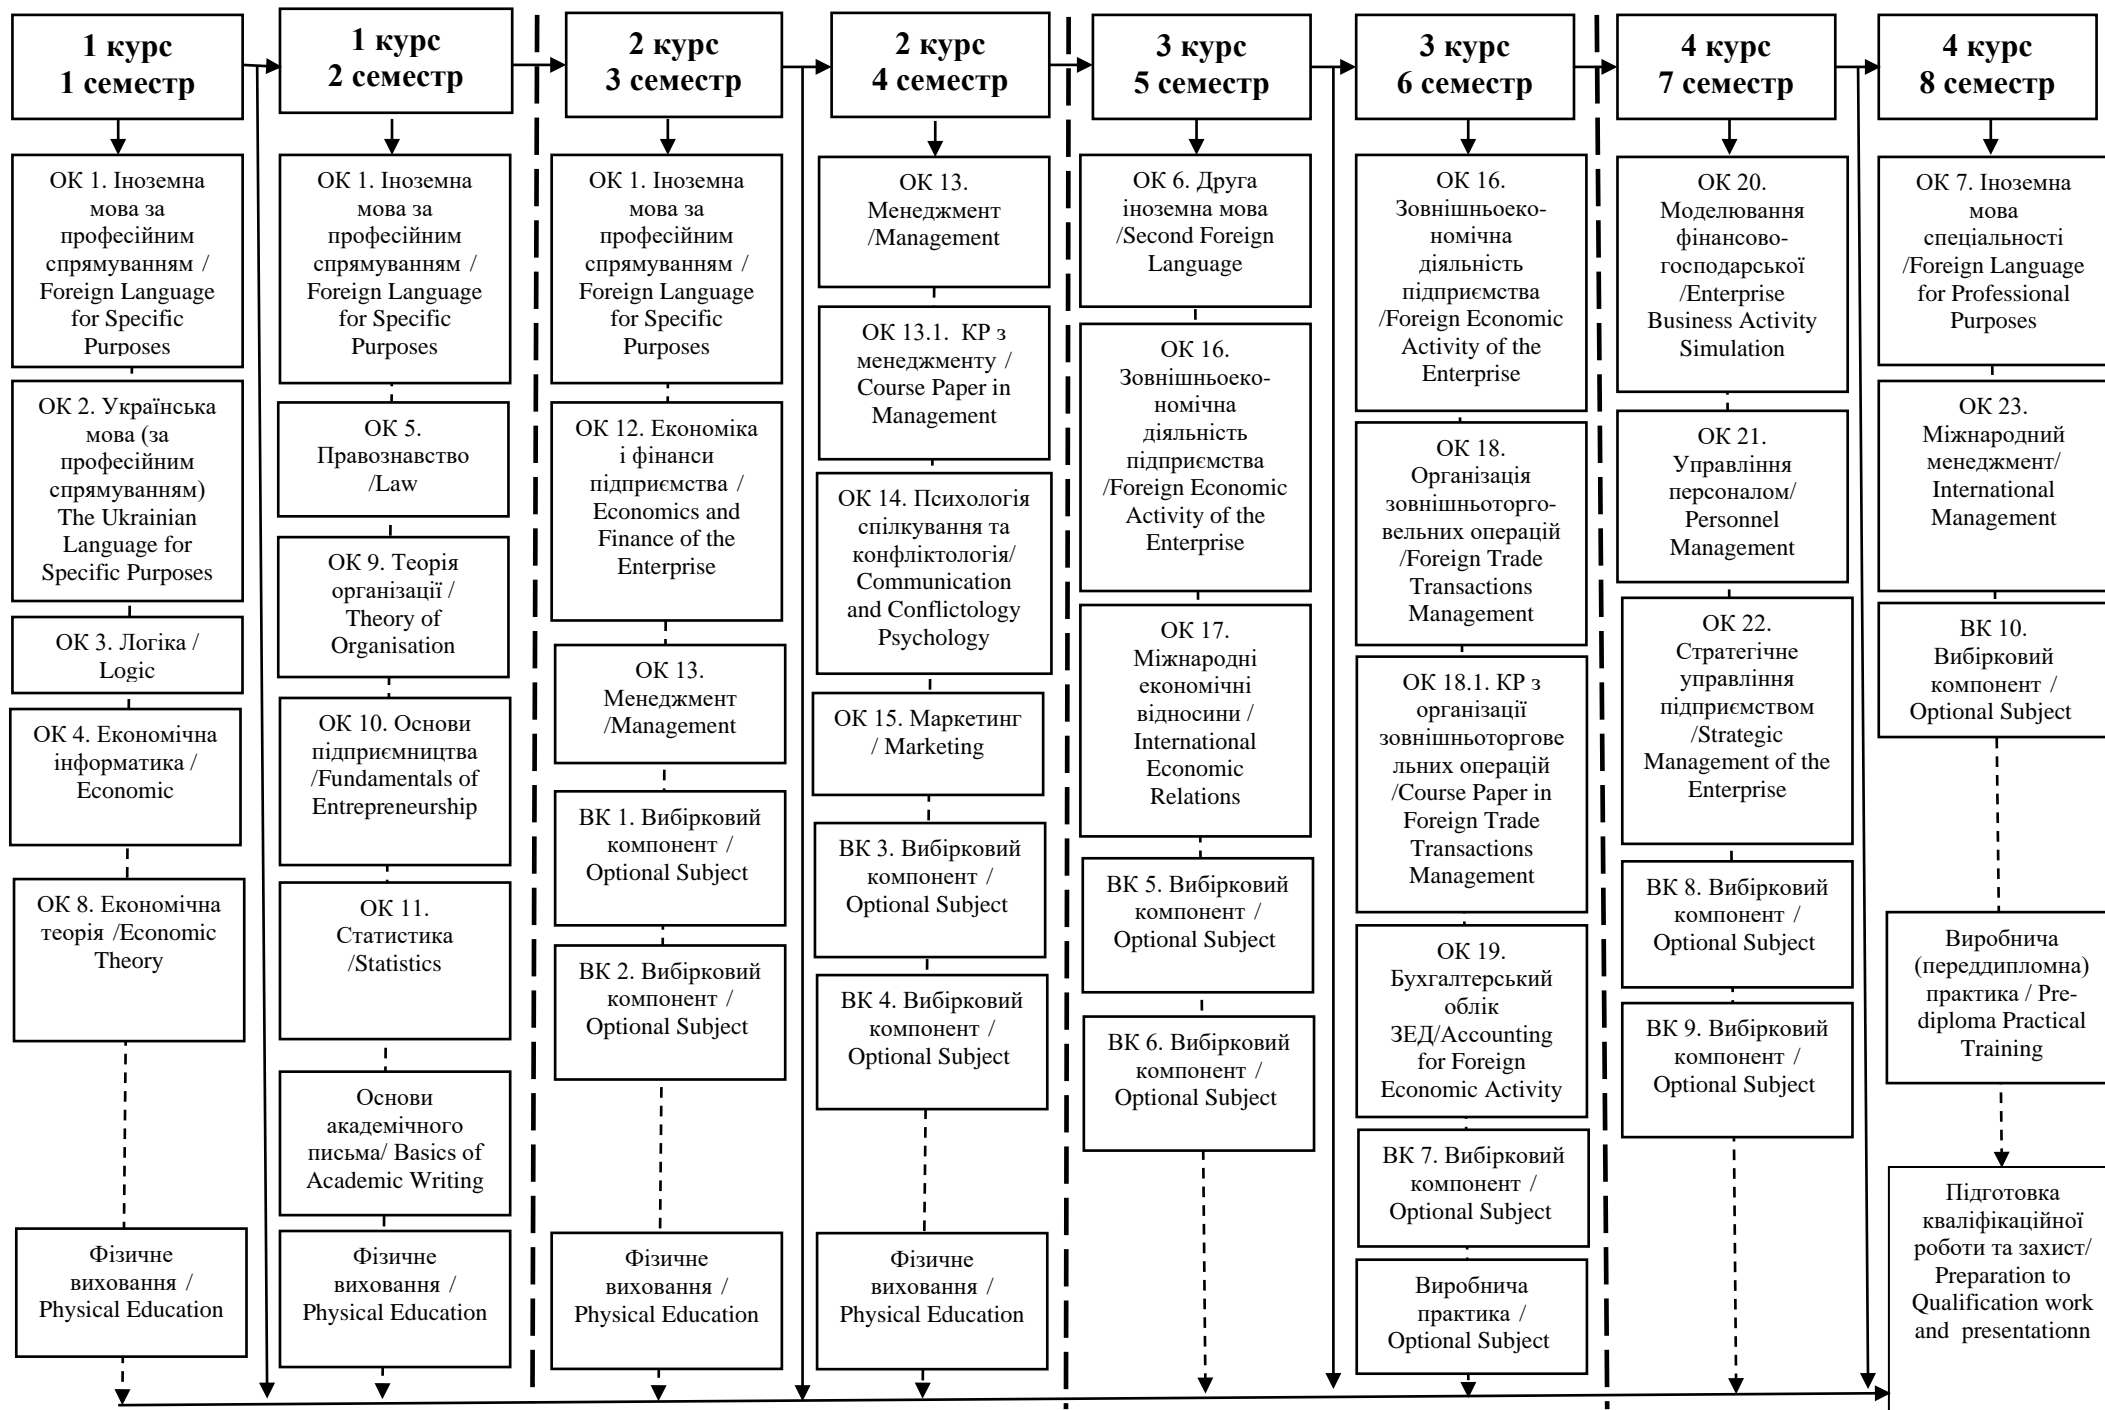 1 курс
1 семестр
1 курс
2 семестр
2 курс
3 семестр
2 курс
4 семестр
3 курс
5 семестр
3 курс
6 семестр
4 курс
7 семестр
4 курс
8 семестр
ОК 1. Іноземна
мова за
професійним
спрямуванням /
Foreign Language
for Specific
Purposes
ОК 2. Українська
мова (за
професійним
спрямуванням)
The Ukrainian
Language for
Specific Purposes
ОК 3. Логіка /
Logic
ОК 4. Економічна
інформатика /
Economic
ОК 8. Економічна
теорія /Economic
Theory
Фізичне
виховання /
Physical Education
ОК 1. Іноземна
мова за
професійним
спрямуванням /
Foreign Language
for Specific
Purposes
ОК 5.
Правознавство
/Law
ОК 9. Теорія
організації /
Theory of
Organisation
ОК 10. Основи
підприємництва
/Fundamentals of
Entrepreneurship
ОК 11.
Статистика
/Statistics
Основи
академічного
письма/ Basics of
Academic Writing
Фізичне
виховання /
Physical Education
ОК 1. Іноземна
мова за
професійним
спрямуванням /
Foreign Language
for Specific
Purposes
ОК 12. Економіка
і фінанси
підприємства /
Economics and
Finance of the
Enterprise
ОК 13.
Менеджмент
/Management
ВК 1. Вибірковий
компонент /
Optional Subject
ВК 2. Вибірковий
компонент /
Optional Subject
Фізичне
виховання /
Physical Education
ОК 13.
Менеджмент
/Management
ОК 13.1. КР з
менеджменту /
Course Paper in
Management
ОК 14. Психологія
спілкування та
конфліктологія/
Communication
and Conflictology
Psychology
ОК 15. Маркетинг
/ Marketing
ВК 3. Вибірковий
компонент /
Optional Subject
ВК 4. Вибірковий
компонент /
Optional Subject
Фізичне
виховання /
Physical Education
ОК 6. Друга
іноземна мова
/Second Foreign
Language
ОК 16.
Зовнішньоеко-
номічна
діяльність
підприємства
/Foreign Economic
Activity of the
Enterprise
ОК 17.
Міжнародні
економічні
відносини /
International
Economic
Relations
ВК 5. Вибірковий
компонент /
Optional Subject
ВК 6. Вибірковий
компонент /
Optional Subject
ОК 16.
Зовнішньоеко-
номічна
діяльність
підприємства
/Foreign Economic
Activity of the
Enterprise
ОК 18.
Організація
зовнішньоторго-
вельних операцій
/Foreign Trade
Transactions
Management
ОК 18.1. КР з
організації
зовнішньоторгове
льних операцій
/Course Paper in
Foreign Trade
Transactions
Management
ОК 19.
Бухгалтерський
облік
ЗЕД/Accounting
for Foreign
Economic Activity
ВК 7. Вибірковий
компонент /
Optional Subject
Виробнича
практика /
Optional Subject
ОК 20.
Моделювання
фінансово-
господарської
/Enterprise
Business Activity
Simulation
ОК 21.
Управління
персоналом/
Personnel
Management
ОК 22.
Стратегічне
управління
підприємством
/Strategic
Management of the
Enterprise
ВК 8. Вибірковий
компонент /
Optional Subject
ВК 9. Вибірковий
компонент /
Optional Subject
ОК 7. Іноземна
мова
спеціальності
/Foreign Language
for Professional
Purposes
ОК 23.
Міжнародний
менеджмент/
International
Management
ВК 10.
Вибірковий
компонент /
Optional Subject
Виробнича
(переддипломна)
практика / Pre-
diploma Practical
Training
Підготовка
кваліфікаційної
роботи та захист/
Preparation to
Qualification work
and presentationn